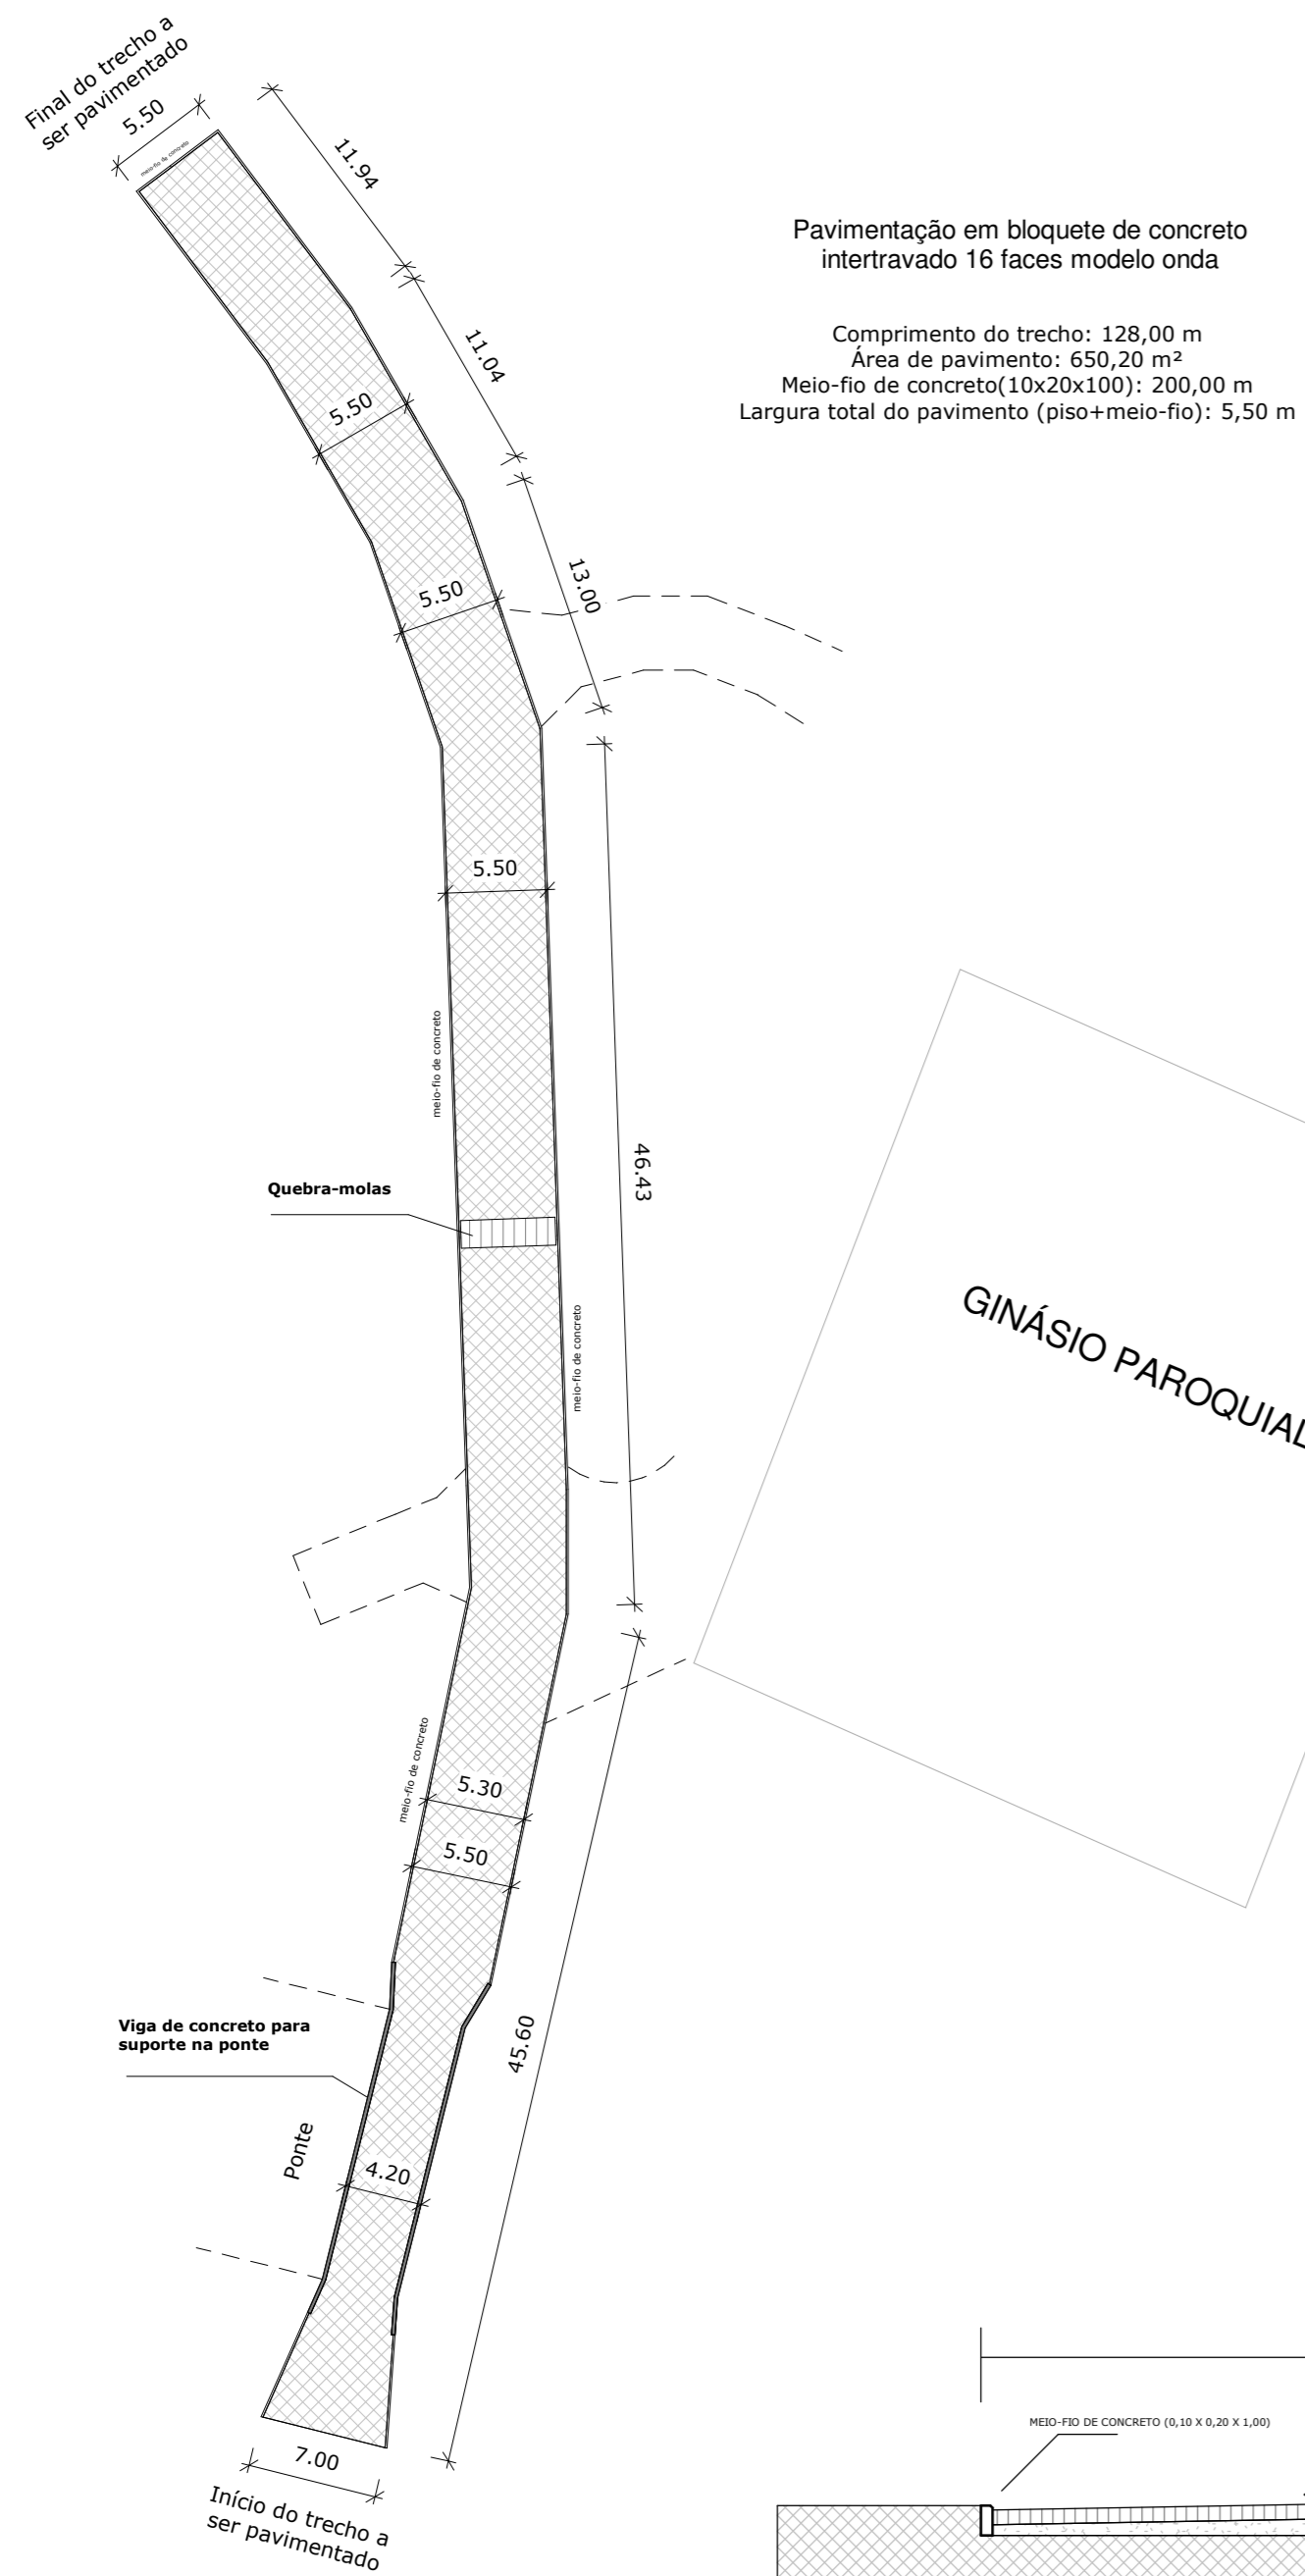 Final do trecho a
ser pavimentado
5.50
meio-fio de concreto
11.94
Pavimentação em bloquete de concreto
intertravado 16 faces modelo onda
Comprimento do trecho: 128,00 m
Área de pavimento: 650,20 m²
Meio-fio de concreto(10x20x100): 200,00 m
Largura total do pavimento (piso+meio-fio): 5,50 m
11.04
5.50
13.00
5.50
5.50
meio-fio de concreto
46.43
Quebra-molas
GINÁSIO PAROQUIAL
meio-fio de concreto
meio-fio de concreto
5.30
5.50
Viga de concreto para
suporte na ponte
45.60
Ponte
4.20
MEIO-FIO DE CONCRETO (0,10 X 0,20 X 1,00)
7.00
Início do trecho a
ser pavimentado